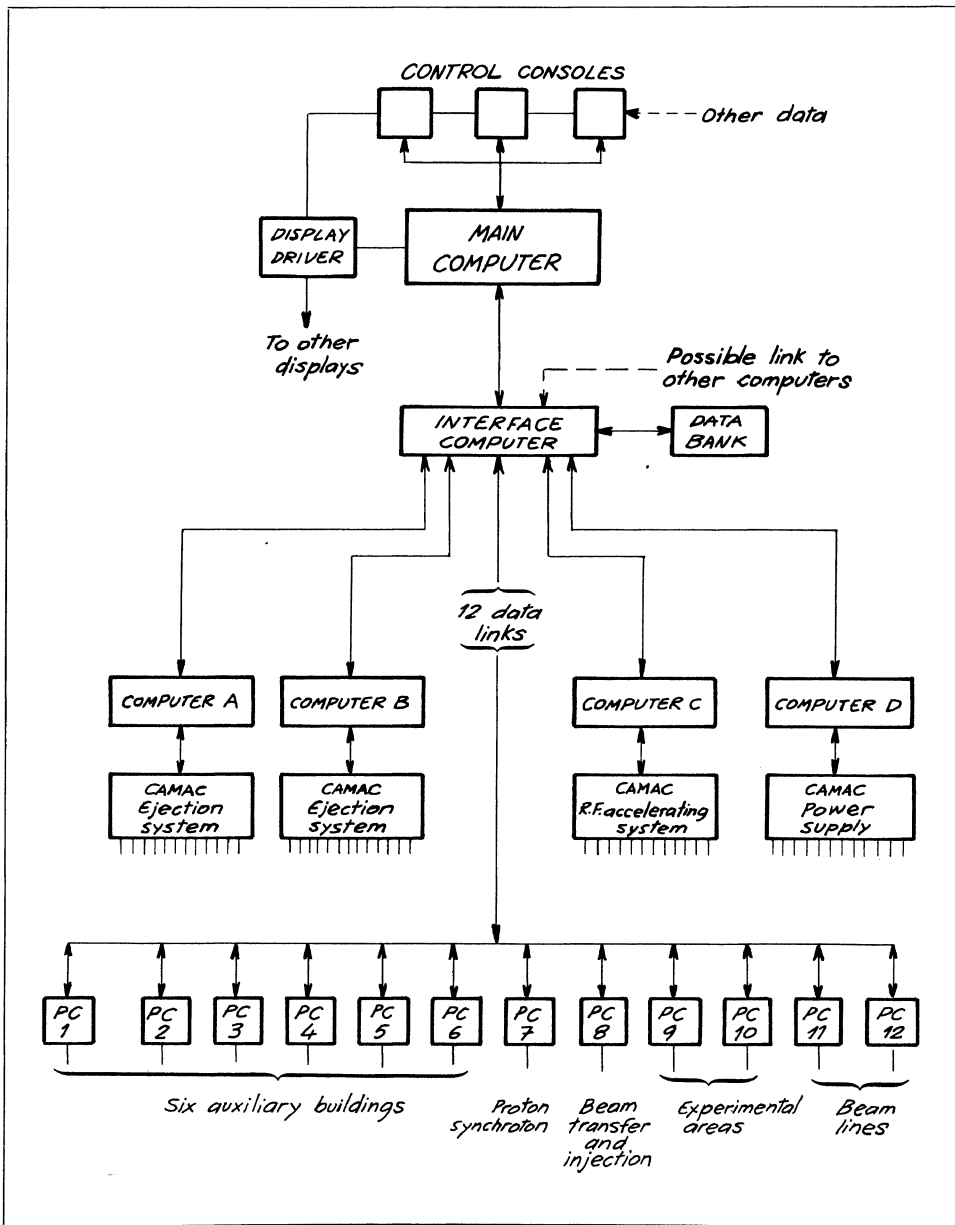 CONTROL CONSOLES
Other data
DISPLAY
DRIVER
MAIN
COMPUTER
To other
displays
Possible link to
other computers
INTERFACE
COMPUTER
DATA
BANK
12 data
links
COMPUTER A
COMPUTER B
COMPUTER C
COMPUTER D
CAMAC
Ejection
system
CAMAC
Ejection
system
CAMAC
R.F. accelerating
system
CAMAC
Power
supply
PC
1
PC
2
PC
3
PC
4
PC
5
PC
6
PC
7
PC
8
PC
9
PC
10
PC
11
PC
12
Six auxiliary buildings
Proton
synchroton
Beam
transfer
and
injection
Experimental
areas
Beam
lines